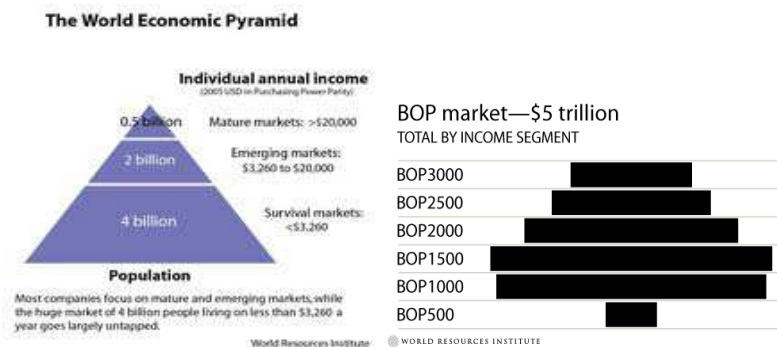 The World Economic Pyramid
Individual annual income
(2005 USD in Purchasing Power Parity)
0.5 billion
Mature markets: >$20,000
2 billion
Emerging markets:
$3,260 to $20,000
4 billion
Survival markets:
<$3,260
Population
Most companies focus on mature and emerging markets, while
the huge market of 4 billion people living on less than $3,260 a
year goes largely untapped.
World Resources Institute
BOP market—$5 trillion
TOTAL BY INCOME SEGMENT
BOP3000
BOP2500
BOP2000
BOP1500
BOP1000
BOP500
WORLD RESOURCES INSTITUTE